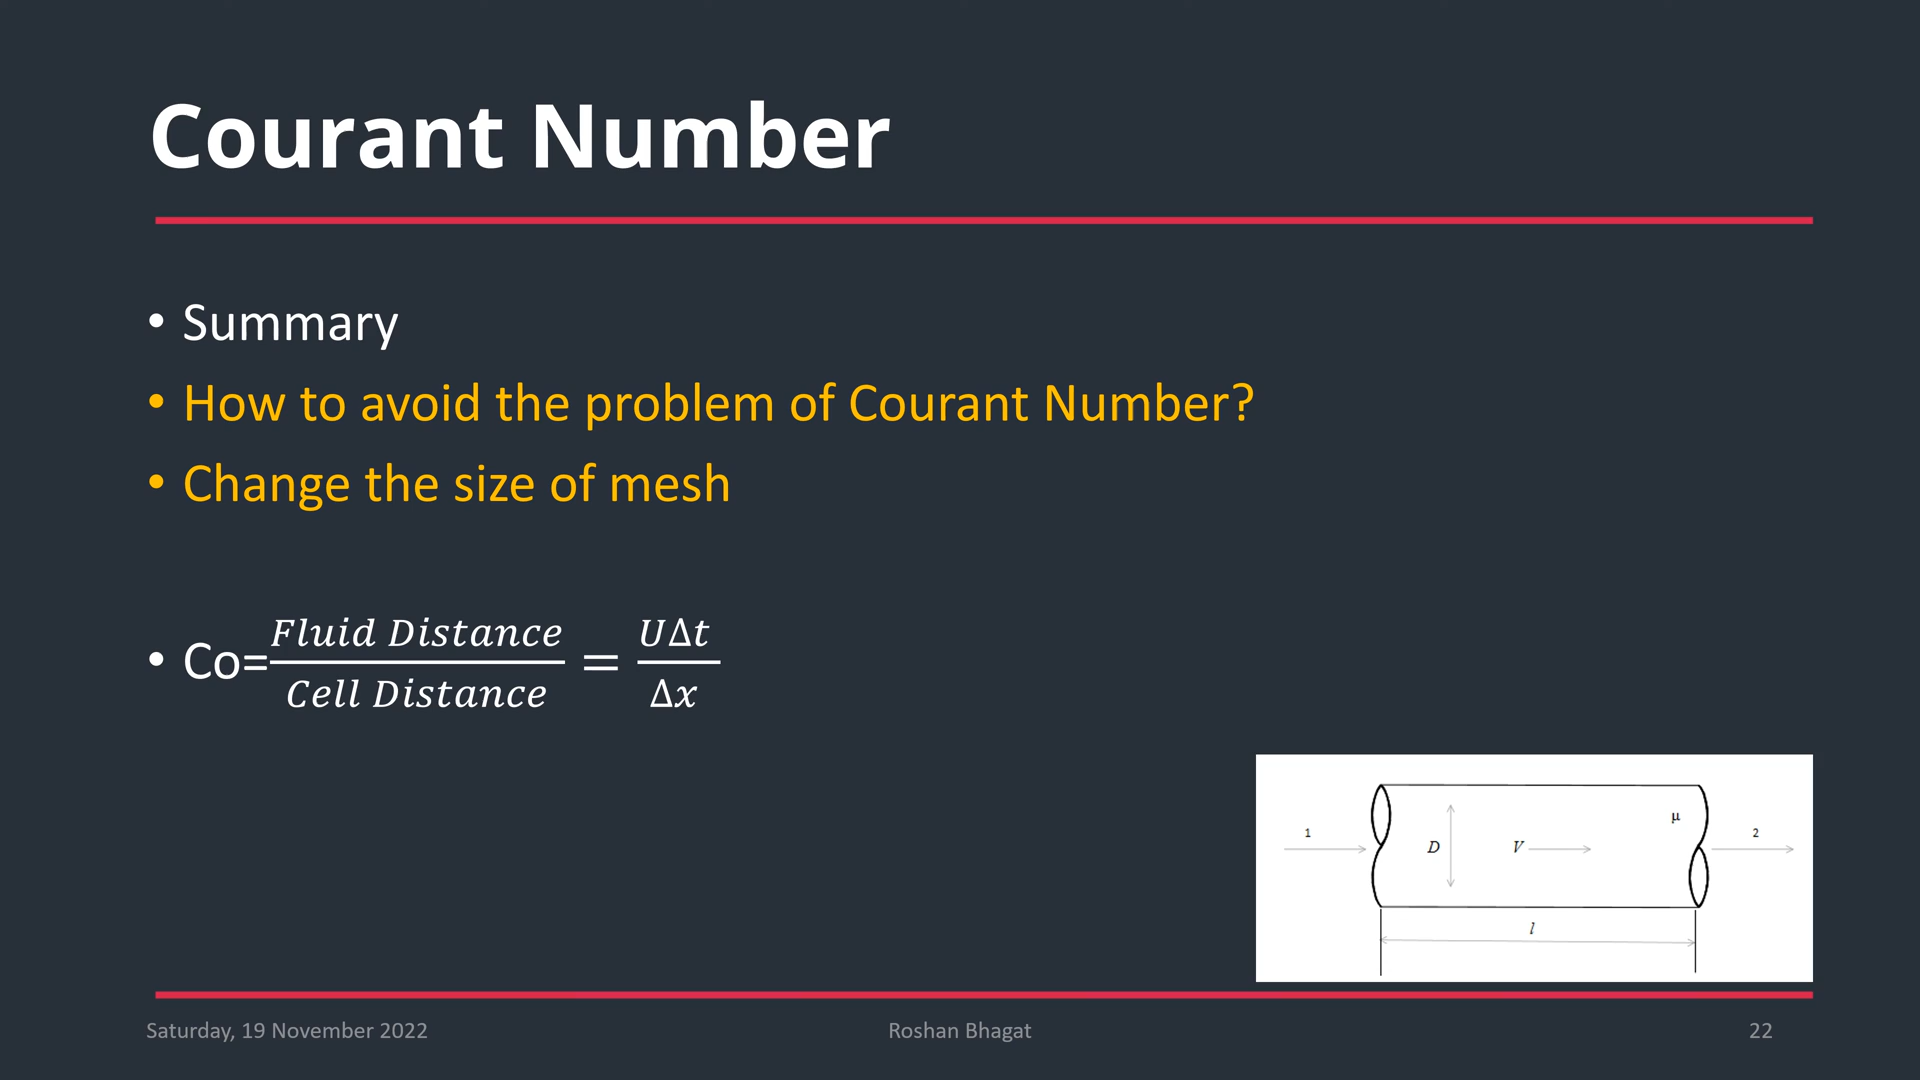 Courant Number
• Summary
• How to avoid the problem of Courant Number?
• Change the size of mesh
• Co=Fluid Distance/Cell Distance = UΔt/Δx
1
D
V
μ
2
l
Saturday, 19 November 2022
Roshan Bhagat
22